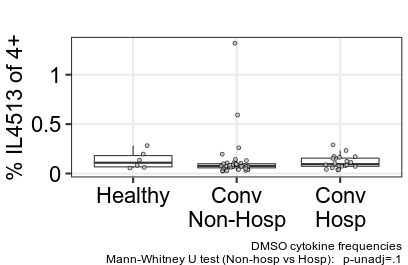 % IL4513 of 4+
1
0.5
0
Healthy
Conv
Non-Hosp
Conv
Hosp
DMSO cytokine frequencies
Mann-Whitney U test (Non-hosp vs Hosp): p-unadj=.1